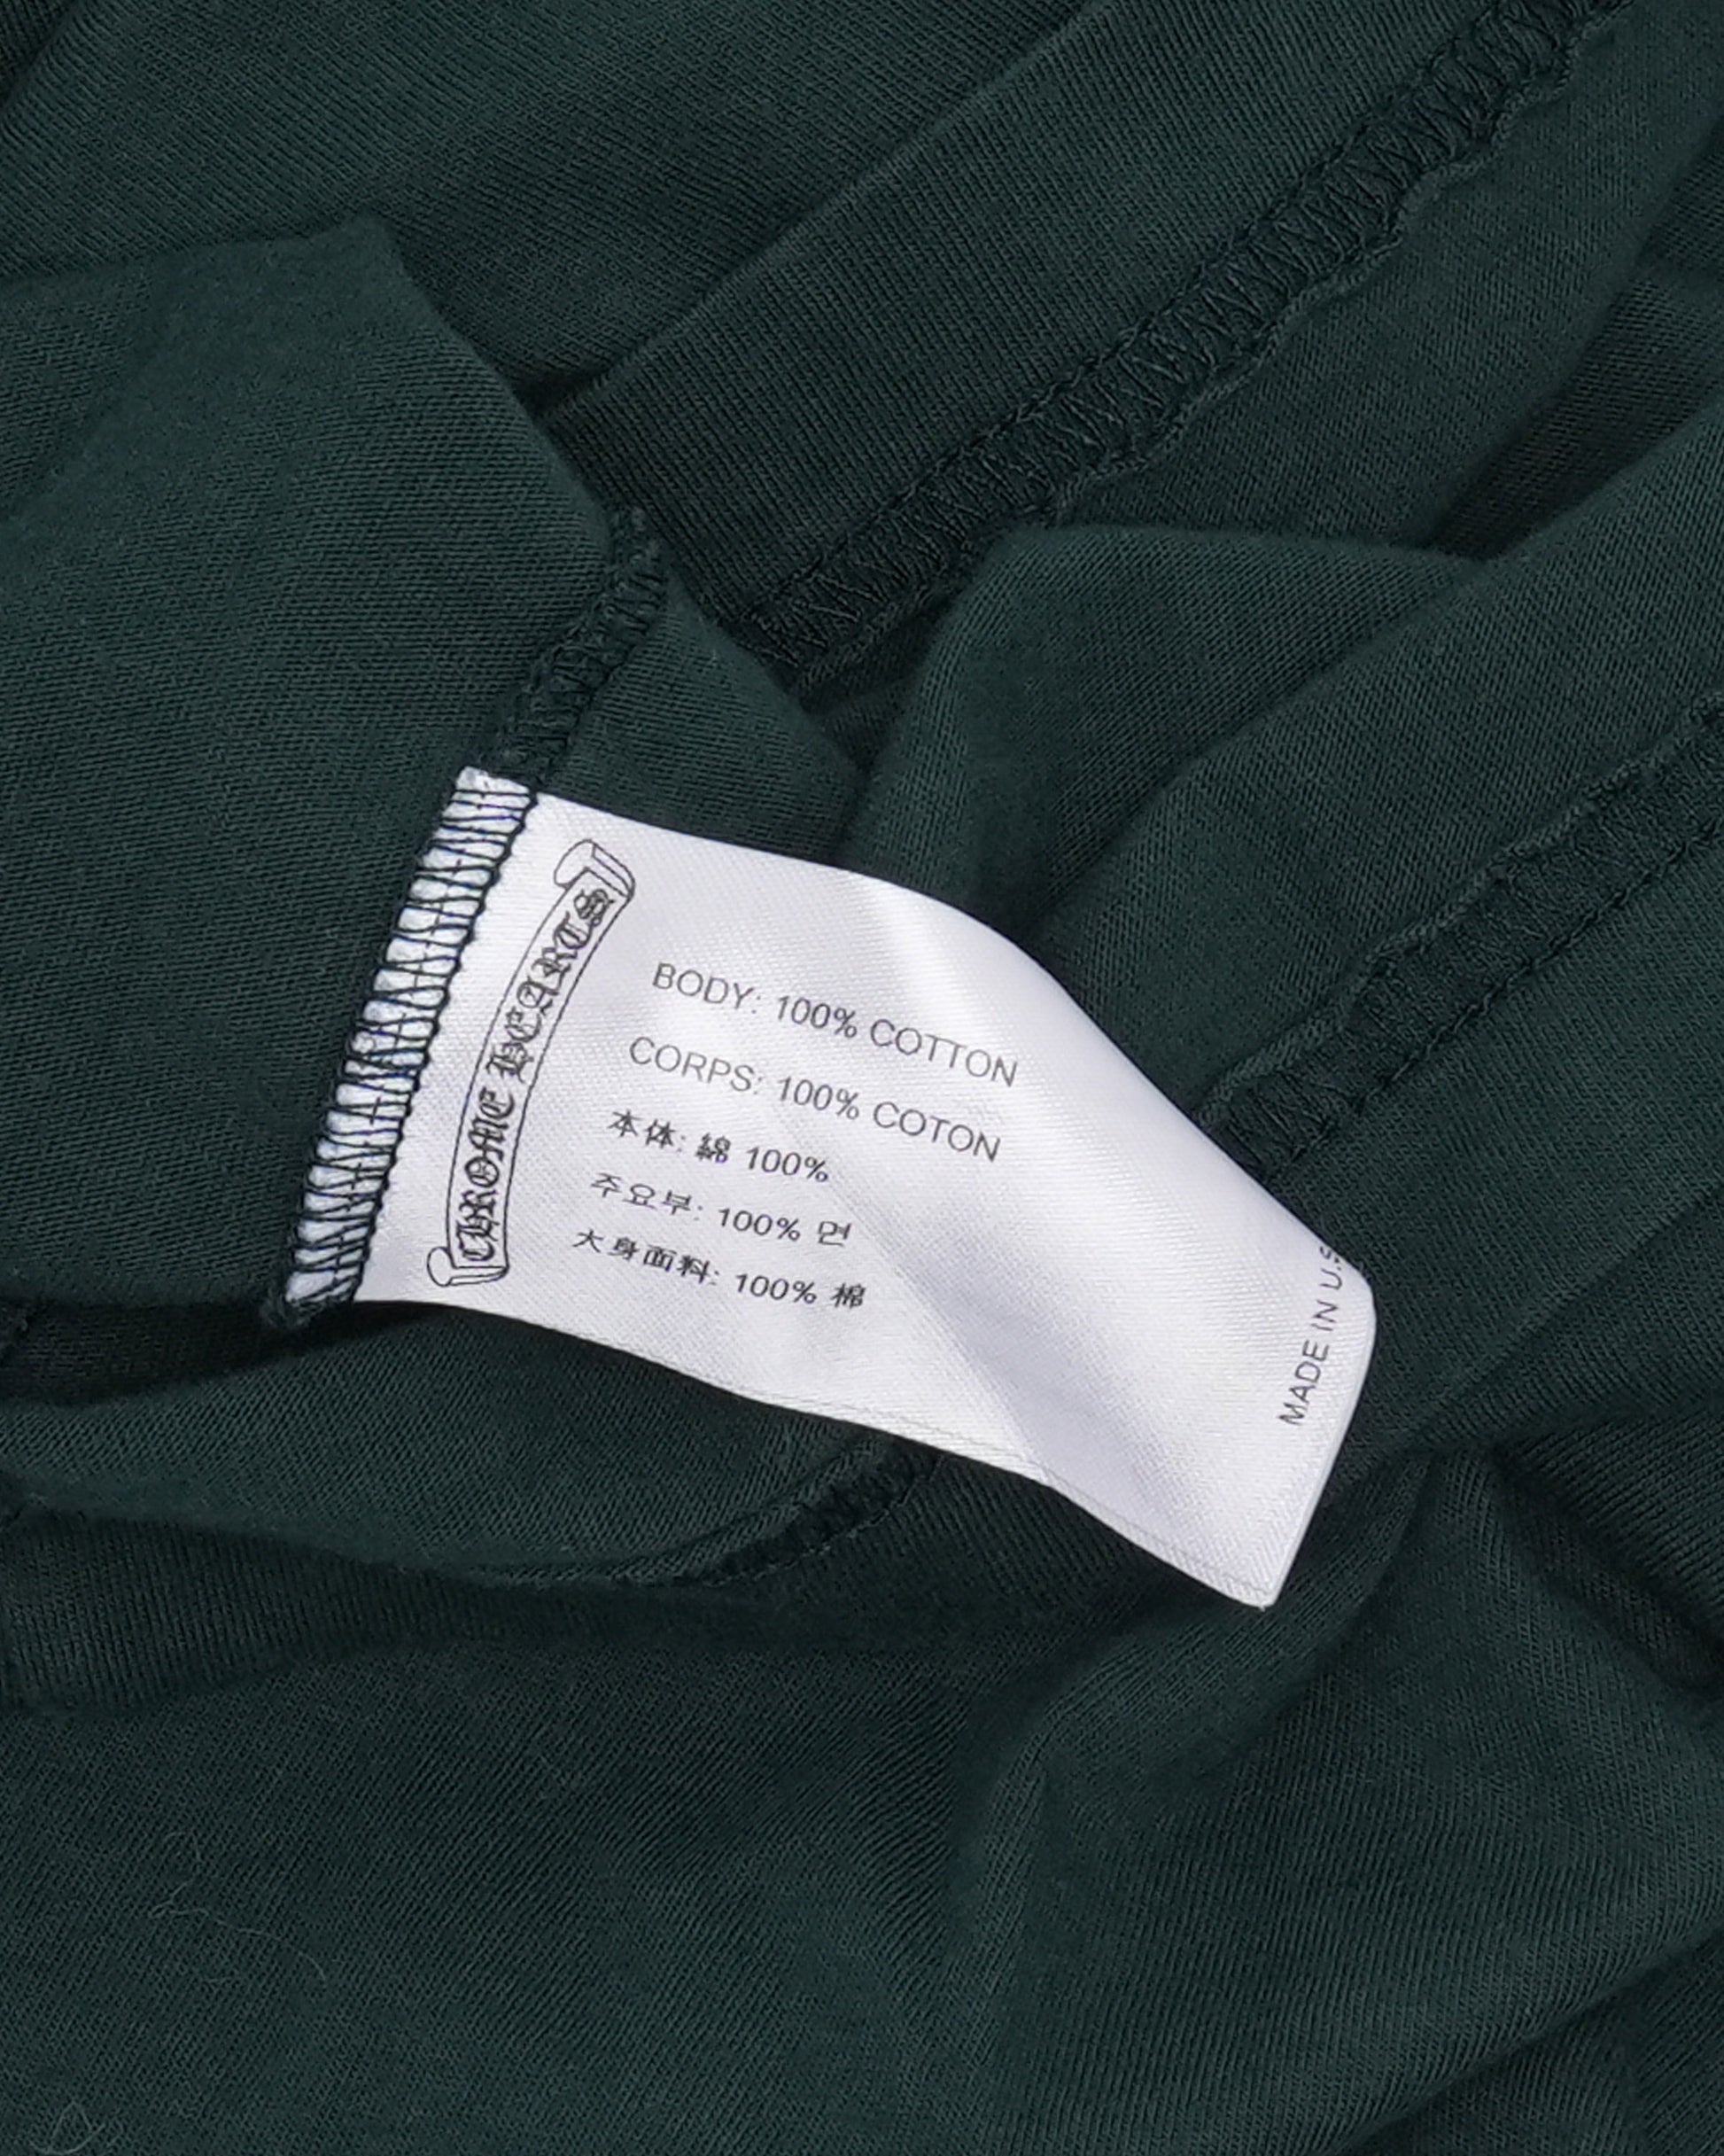 CHROME HEARTS
BODY: 100% COTTON
CORPS: 100% COTON
本体: 綿 100%
주요부: 100% 면
大身面料: 100% 棉
MADE IN U.S